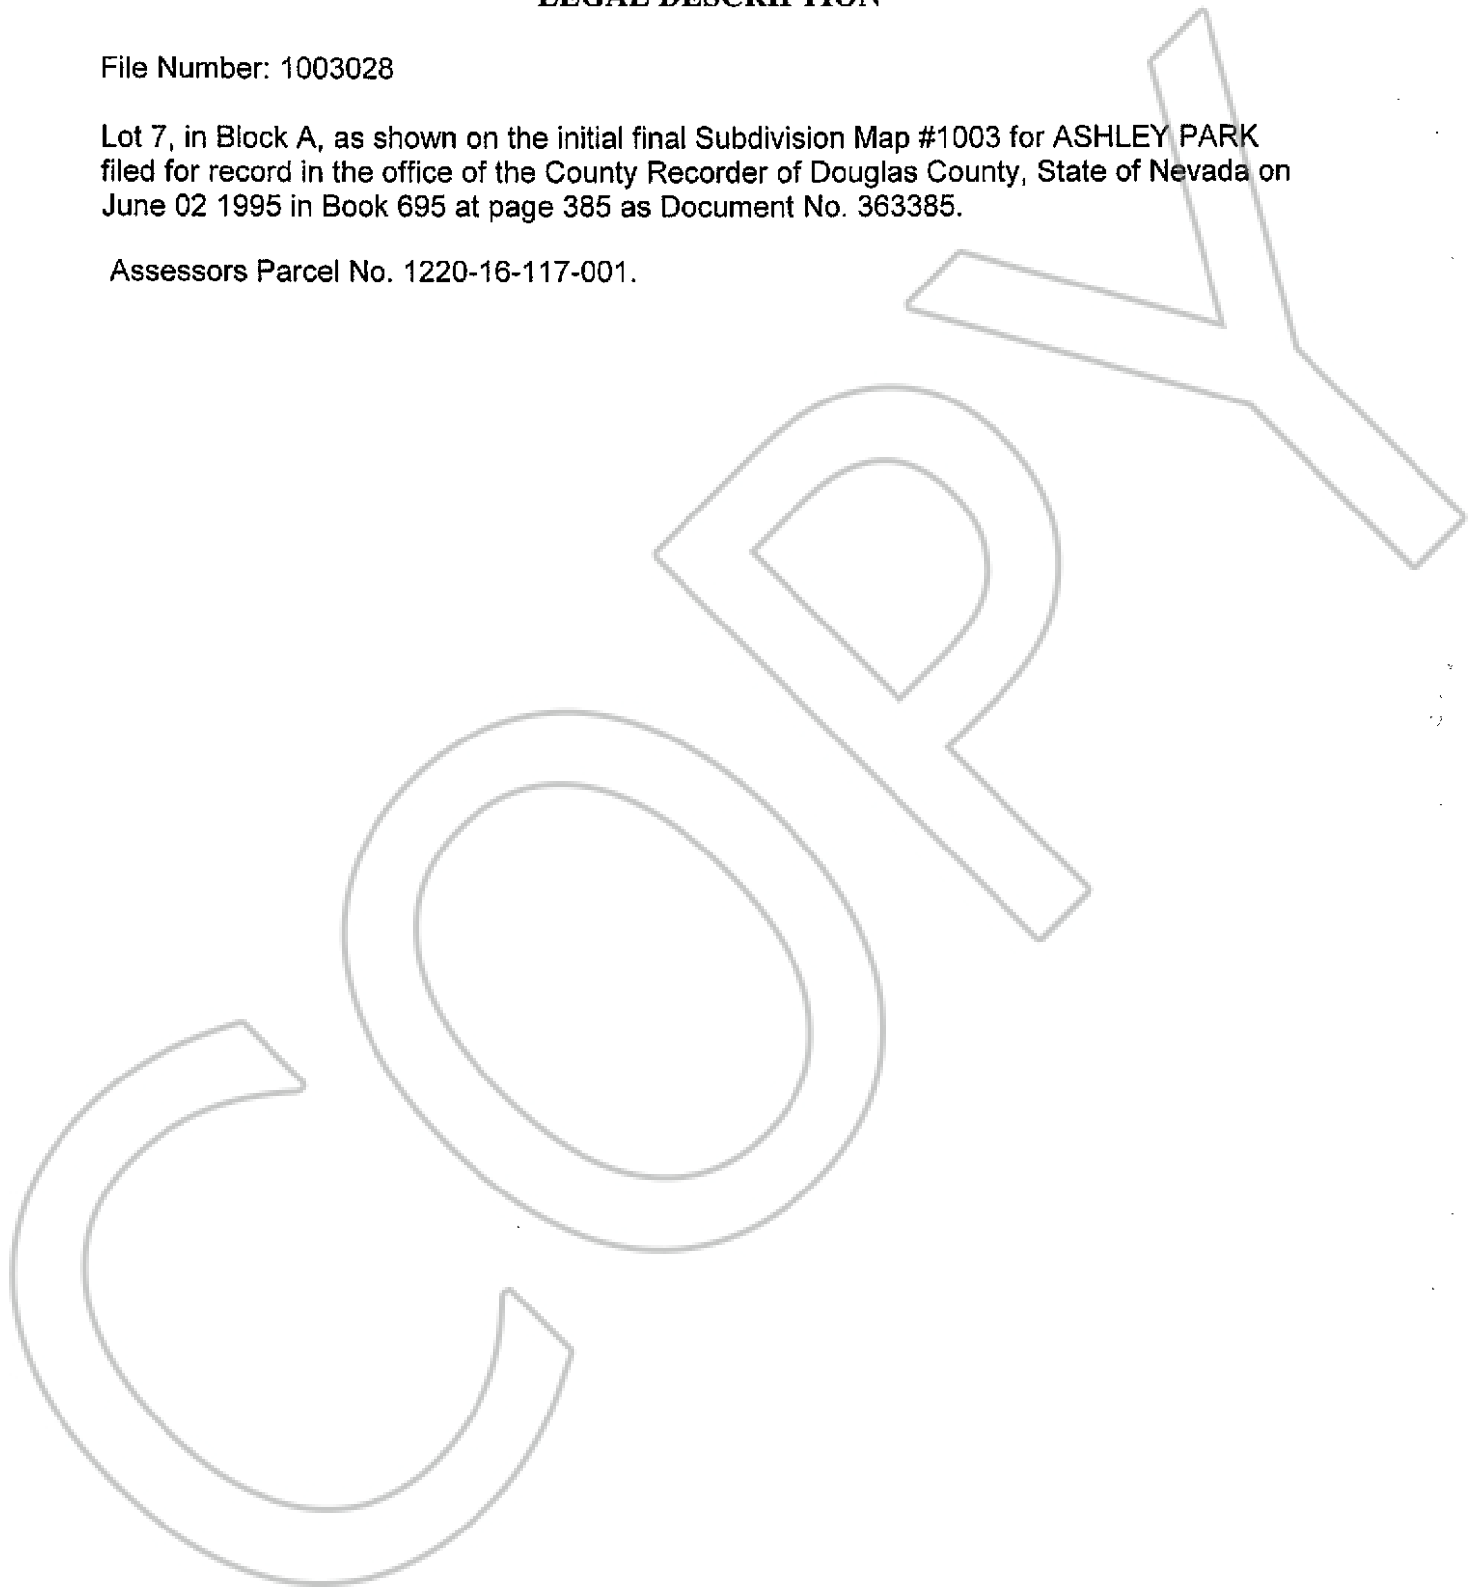 LEGAL DESCRIPTION
File Number: 1003028
Lot 7, in Block A, as shown on the initial final Subdivision Map #1003 for ASHLEY PARK
filed for record in the office of the County Recorder of Douglas County, State of Nevada on
June 02 1995 in Book 695 at page 385 as Document No. 363385.
Assessors Parcel No. 1220-16-117-001.
COPY